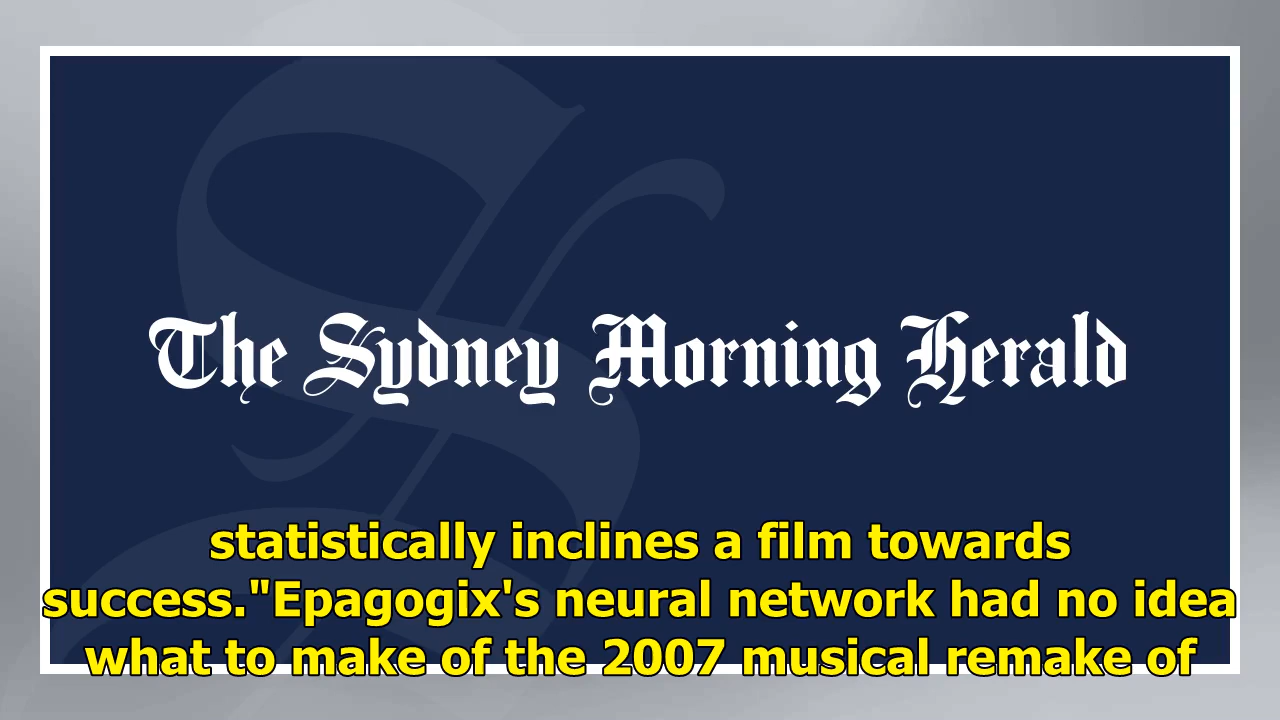 The Sydney Morning Herald
statistically inclines a film towards
success."Epagogix's neural network had no idea
what to make of the 2007 musical remake of